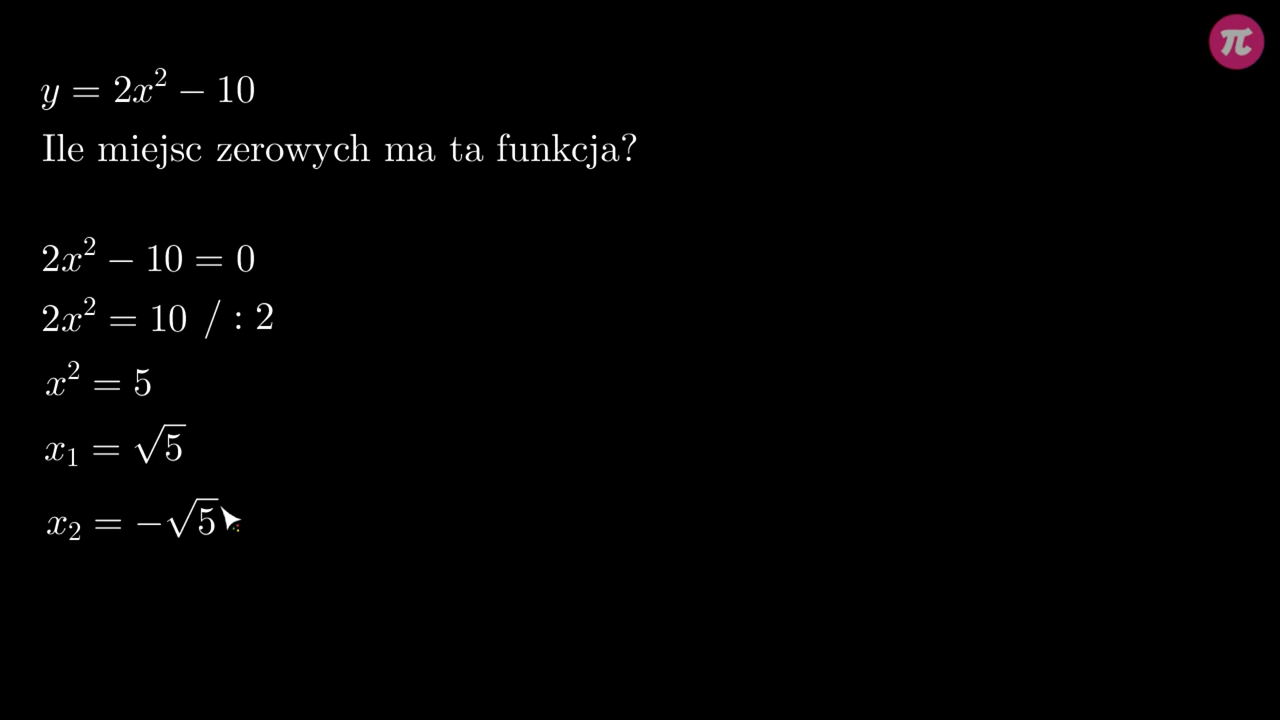 π
y = 2x² − 10
Ile miejsc zerowych ma ta funkcja?
2x² − 10 = 0
2x² = 10 / : 2
x² = 5
x₁ = √5
x₂ = −√5